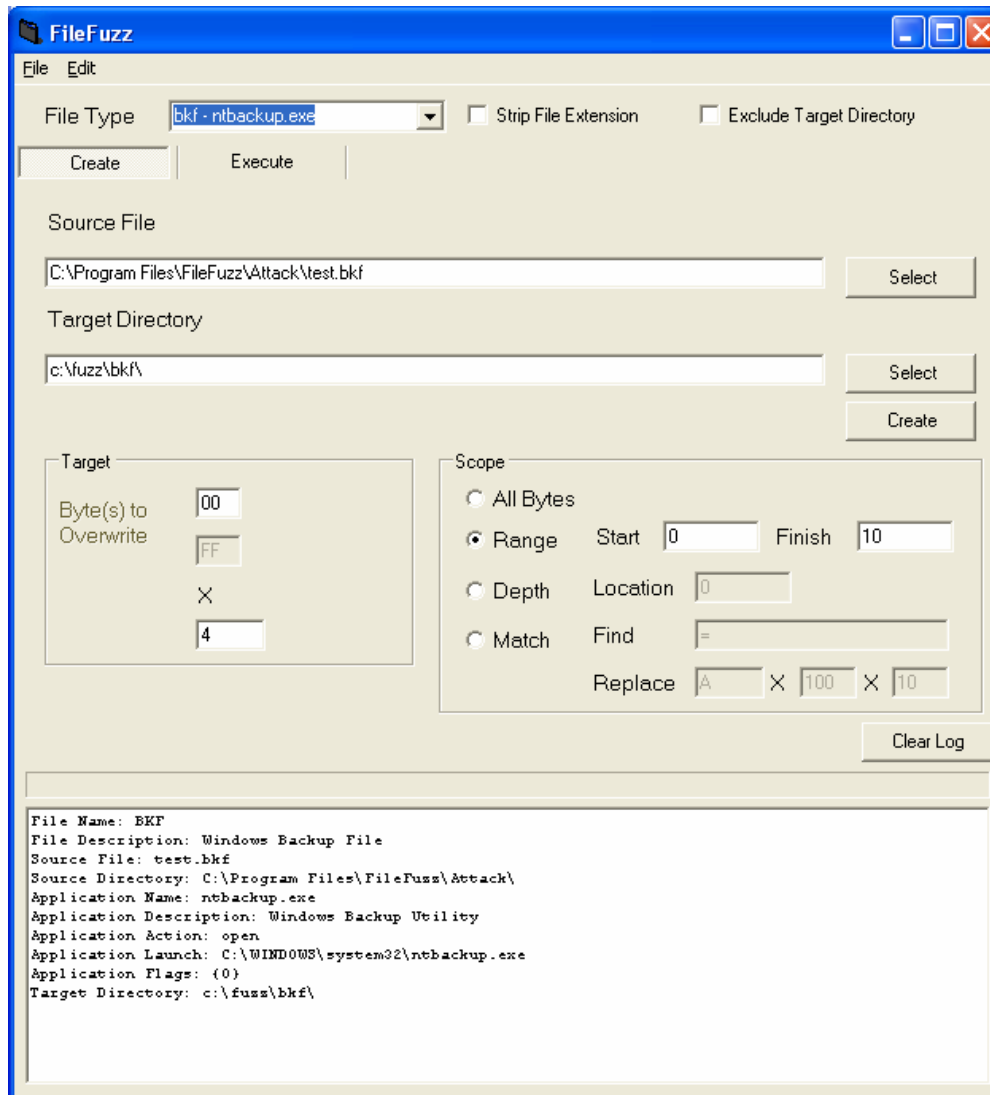 FileFuzz
File Edit
File Type bkf - ntbackup.exe Strip File Extension Exclude Target Directory
Create Execute
Source File
C:\Program Files\FileFuzz\Attack\test.bkf Select
Target Directory
c:\fuzz\bkf\ Select
Create
Target
Byte(s) to Overwrite
00
FF
X
4
Scope
All Bytes
Range Start 0 Finish 10
Depth Location 0
Match Find =
Replace A X 100 X 10
Clear Log
File Name: BKF
File Description: Windows Backup File
Source File: test.bkf
Source Directory: C:\Program Files\FileFuzz\Attack\
Application Name: ntbackup.exe
Application Description: Windows Backup Utility
Application Action: open
Application Launch: C:\WINDOWS\system32\ntbackup.exe
Application Flags: {0}
Target Directory: c:\fuzz\bkf\